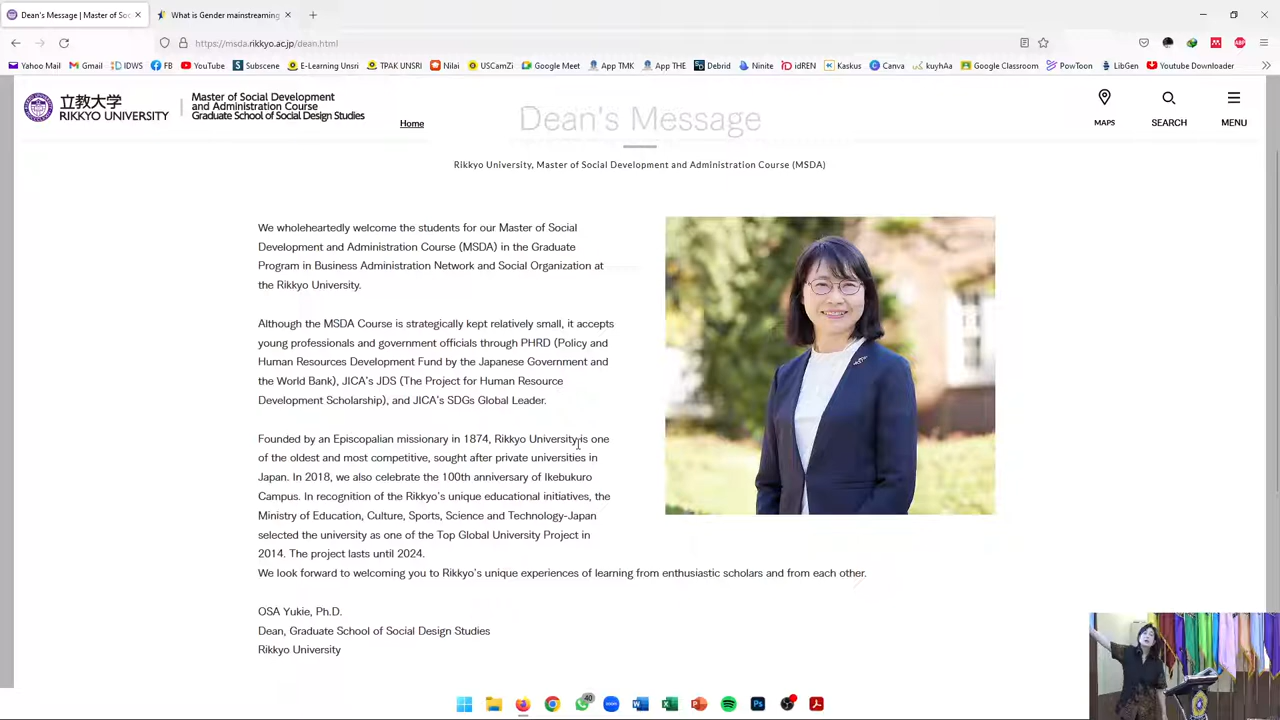 Dean's Message | Master of Soc
What is Gender mainstreaming
https://msda.rikkyo.ac.jp/dean.html
Yahoo Mail Gmail IDWS FB YouTube Subscene E-Learning Unsri TPAK UNSRI Nilai USCamZi Google Meet App TMK App THE Debrid Ninite idREN Kaskus Canva kuyhAa Google Classroom PowToon LibGen Youtube Downloader
立教大学
RIKKYO UNIVERSITY
Master of Social Development
and Administration Course
Graduate School of Social Design Studies
Home
Dean's Message
MAPS
SEARCH
MENU
Rikkyo University, Master of Social Development and Administration Course (MSDA)
We wholeheartedly welcome the students for our Master of Social
Development and Administration Course (MSDA) in the Graduate
Program in Business Administration Network and Social Organization at
the Rikkyo University.
Although the MSDA Course is strategically kept relatively small, it accepts
young professionals and government officials through PHRD (Policy and
Human Resources Development Fund by the Japanese Government and
the World Bank), JICA's JDS (The Project for Human Resource
Development Scholarship), and JICA's SDGs Global Leader.
Founded by an Episcopalian missionary in 1874, Rikkyo University is one
of the oldest and most competitive, sought after private universities in
Japan. In 2018, we also celebrate the 100th anniversary of Ikebukuro
Campus. In recognition of the Rikkyo's unique educational initiatives, the
Ministry of Education, Culture, Sports, Science and Technology-Japan
selected the university as one of the Top Global University Project in
2014. The project lasts until 2024.
We look forward to welcoming you to Rikkyo's unique experiences of learning from enthusiastic scholars and from each other.
OSA Yukie, Ph.D.
Dean, Graduate School of Social Design Studies
Rikkyo University
40